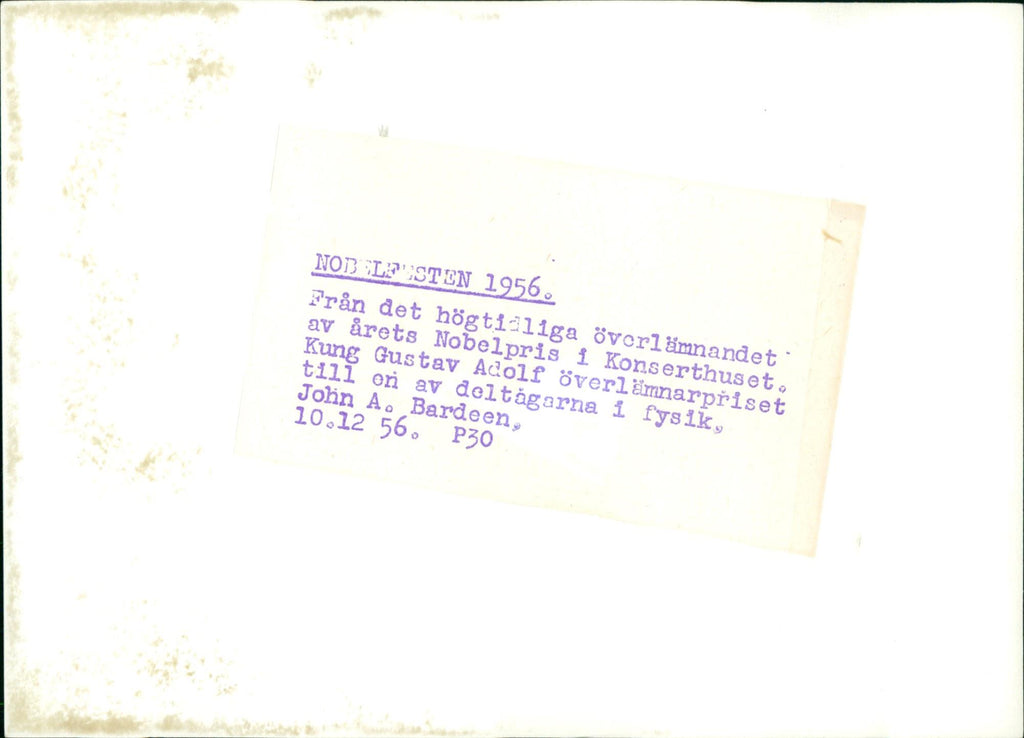 NOBELFESTEN 1956.
Från det högtidliga överlämnandet
av årets Nobelpris i Konserthuset.
Kung Gustav Adolf överlämnarpriset
till en av deltagarna i fysik,
John A. Bardeen,
10.12 56. P30